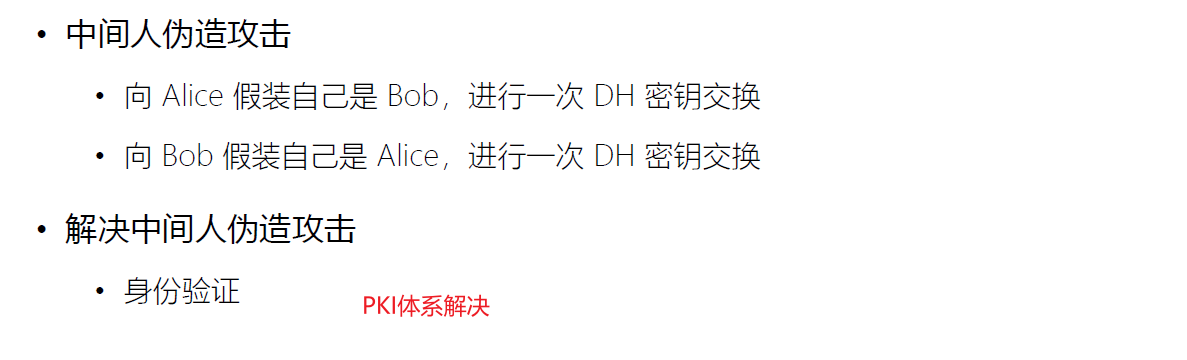 • 中间人伪造攻击
• 向 Alice 假装自己是 Bob，进行一次 DH 密钥交换
• 向 Bob 假装自己是 Alice，进行一次 DH 密钥交换
• 解决中间人伪造攻击
• 身份验证
PKI体系解决